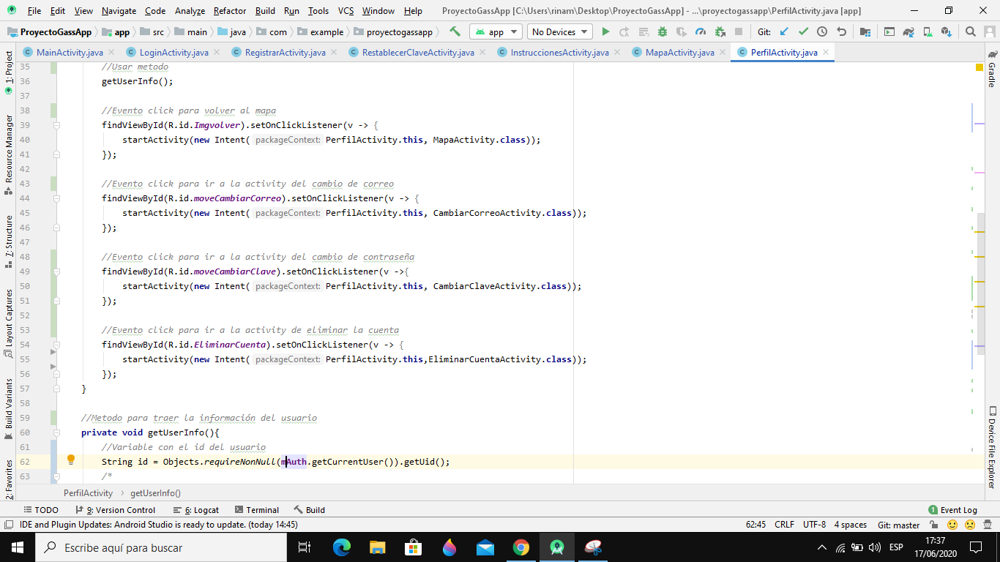 File Edit View Navigate Code Analyze Refactor Build Run Tools VCS Window Help ProyectoGassApp [C:\Users\rinam\Desktop\ProyectoGassApp] - ...\proyectogassapp\PerfilActivity.java [app]
ProyectoGassApp app src main java com example proyectogassapp app No Devices Git:
MainActivity.java LoginActivity.java RegistrarActivity.java RestablecerClaveActivity.java InstruccionesActivity.java MapaActivity.java PerfilActivity.java
1: Project
Resource Manager
7: Structure
Layout Captures
Build Variants
2: Favorites
35 //Usar metodo
36 getUserInfo();
37
38 //Evento click para volver al mapa
39 findViewById(R.id.Imgvolver).setOnClickListener(v -> {
40 startActivity(new Intent( packageContext: PerfilActivity.this, MapaActivity.class));
41 });
42
43 //Evento click para ir a la activity del cambio de correo
44 findViewById(R.id.moveCambiarCorreo).setOnClickListener(v -> {
45 startActivity(new Intent( packageContext: PerfilActivity.this, CambiarCorreoActivity.class));
46 });
47
48 //Evento click para ir a la activity del cambio de contraseña
49 findViewById(R.id.moveCambiarClave).setOnClickListener(v ->{
50 startActivity(new Intent( packageContext: PerfilActivity.this, CambiarClaveActivity.class));
51 });
52
53 //Evento click para ir a la activity de eliminar la cuenta
54 findViewById(R.id.EliminarCuenta).setOnClickListener(v -> {
55 startActivity(new Intent( packageContext: PerfilActivity.this,EliminarCuentaActivity.class));
56 });
57 }
58
59 //Metodo para traer la información del usuario
60 private void getUserInfo(){
61 //Variable con el id del usuario
62 String id = Objects.requireNonNull(mAuth.getCurrentUser()).getUid();
63 /*
Gradle
Device File Explorer
PerfilActivity getUserInfo()
TODO 9: Version Control 6: Logcat Terminal Build 1 Event Log
IDE and Plugin Updates: Android Studio is ready to update. (today 14:45) 62:45 CRLF UTF-8 4 spaces Git: master
Escribe aquí para buscar ESP 17:37
17/06/2020